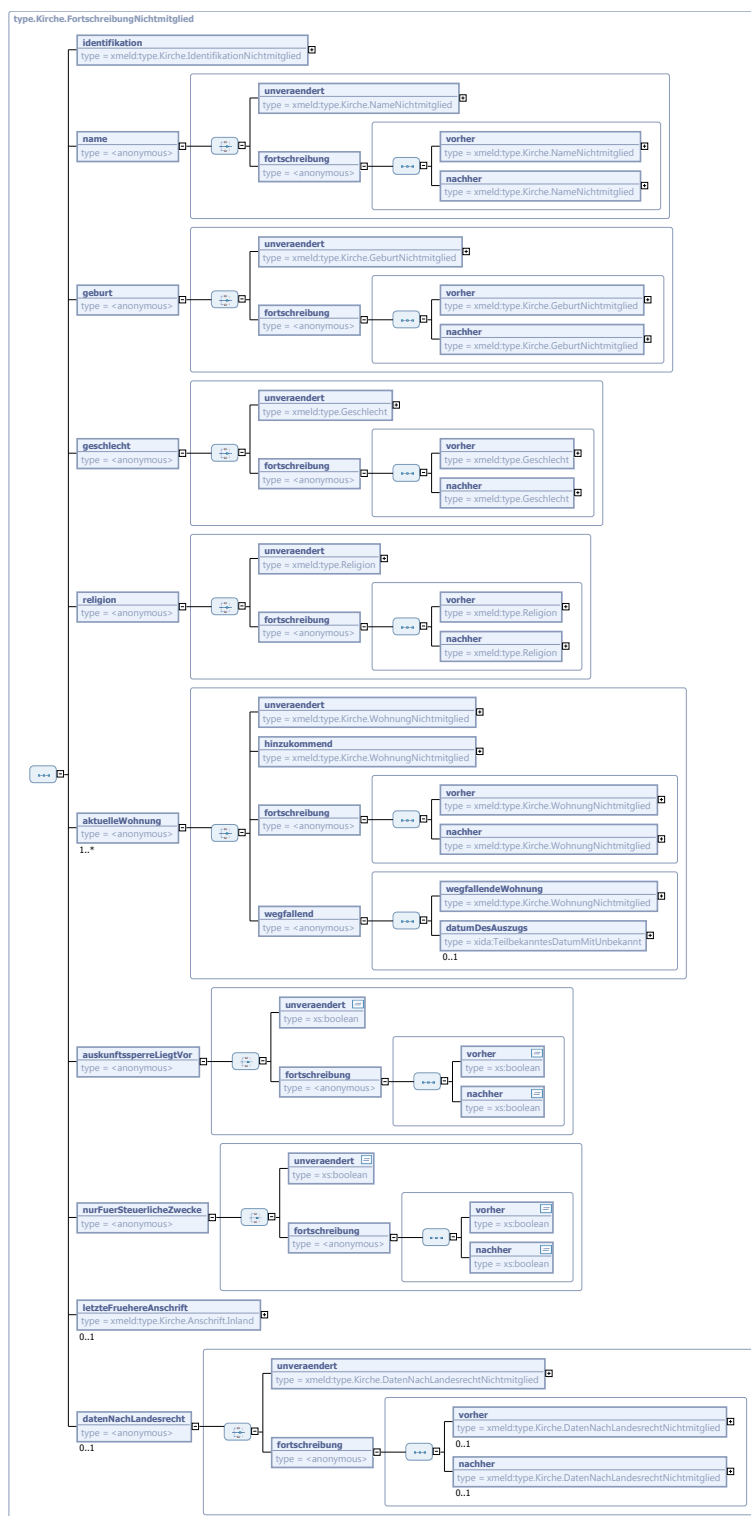 type.Kirche.FortschreibungNichtmitglied
identifikation
type = xmeld:type.Kirche.IdentifikationNichtmitglied
name
type = <anonymous>
unveraendert
type = xmeld:type.Kirche.NameNichtmitglied
fortschreibung
type = <anonymous>
vorher
type = xmeld:type.Kirche.NameNichtmitglied
nachher
type = xmeld:type.Kirche.NameNichtmitglied
geburt
type = <anonymous>
unveraendert
type = xmeld:type.Kirche.GeburtNichtmitglied
fortschreibung
type = <anonymous>
vorher
type = xmeld:type.Kirche.GeburtNichtmitglied
nachher
type = xmeld:type.Kirche.GeburtNichtmitglied
geschlecht
type = <anonymous>
unveraendert
type = xmeld:type.Geschlecht
fortschreibung
type = <anonymous>
vorher
type = xmeld:type.Geschlecht
nachher
type = xmeld:type.Geschlecht
religion
type = <anonymous>
unveraendert
type = xmeld:type.Religion
fortschreibung
type = <anonymous>
vorher
type = xmeld:type.Religion
nachher
type = xmeld:type.Religion
aktuelleWohnung
type = <anonymous>
1..*
unveraendert
type = xmeld:type.Kirche.WohnungNichtmitglied
hinzukommend
type = xmeld:type.Kirche.WohnungNichtmitglied
fortschreibung
type = <anonymous>
vorher
type = xmeld:type.Kirche.WohnungNichtmitglied
nachher
type = xmeld:type.Kirche.WohnungNichtmitglied
wegfallend
type = <anonymous>
wegfallendeWohnung
type = xmeld:type.Kirche.WohnungNichtmitglied
datumDesAuszugs
type = xida:TeilbekanntesDatumMitUnbekannt
0..1
auskunftssperreLiegtVor
type = <anonymous>
unveraendert
type = xs:boolean
fortschreibung
type = <anonymous>
vorher
type = xs:boolean
nachher
type = xs:boolean
nurFuerSteuerlicheZwecke
type = <anonymous>
unveraendert
type = xs:boolean
fortschreibung
type = <anonymous>
vorher
type = xs:boolean
nachher
type = xs:boolean
letzteFruehereAnschrift
type = xmeld:type.Kirche.Anschrift.Inland
0..1
datenNachLandesrecht
type = <anonymous>
0..1
unveraendert
type = xmeld:type.Kirche.DatenNachLandesrechtNichtmitglied
fortschreibung
type = <anonymous>
vorher
type = xmeld:type.Kirche.DatenNachLandesrechtNichtmitglied
0..1
nachher
type = xmeld:type.Kirche.DatenNachLandesrechtNichtmitglied
0..1